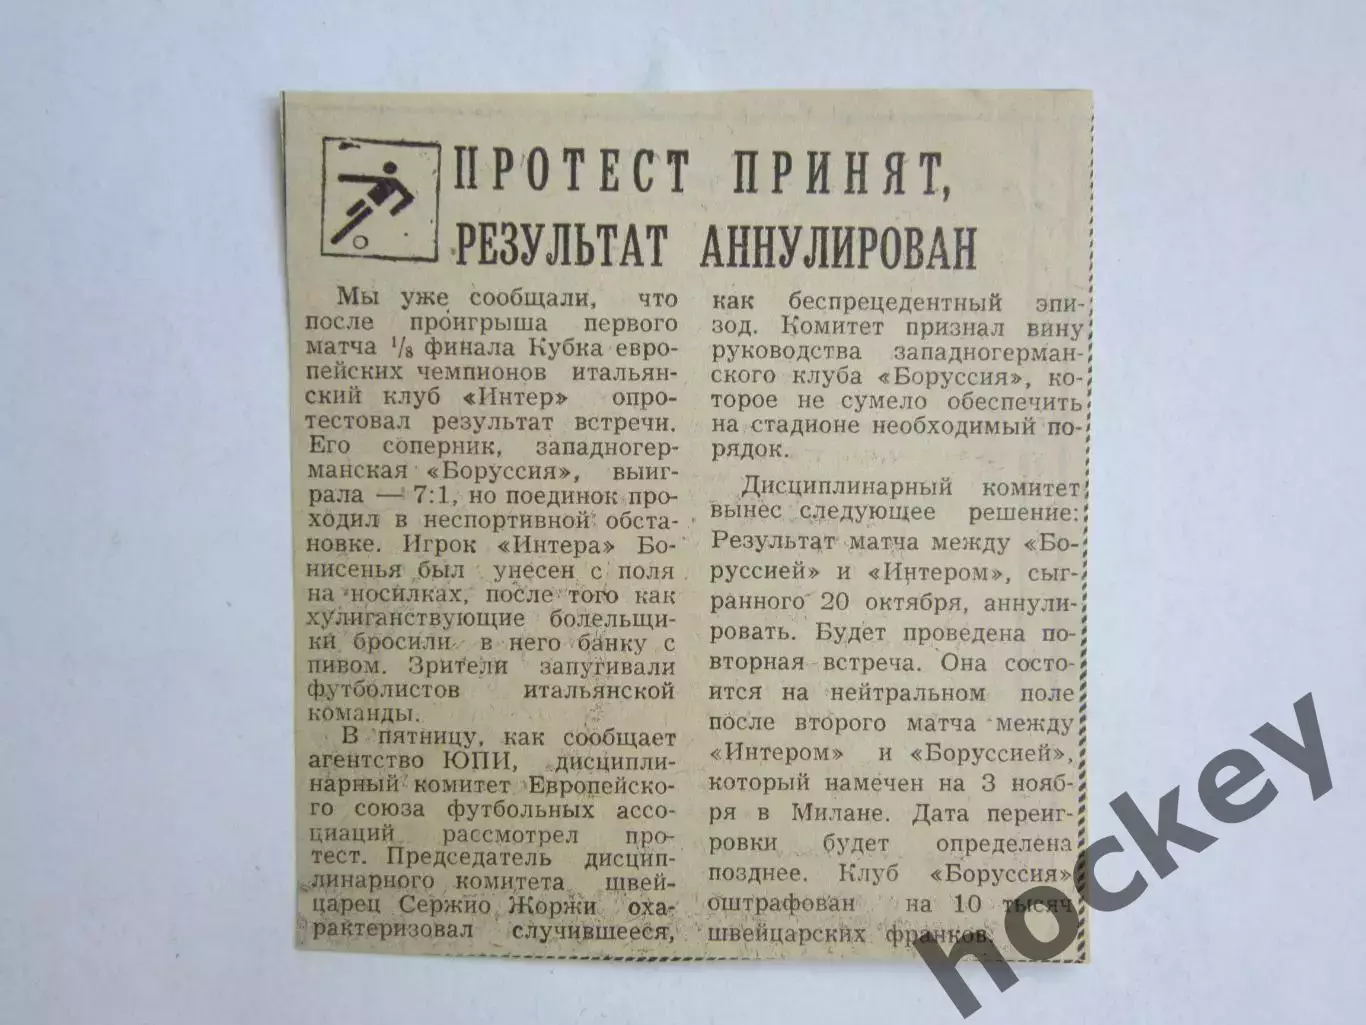 ПРОТЕСТ ПРИНЯТ,
РЕЗУЛЬТАТ АННУЛИРОВАН
Мы уже сообщали, что
после проигрыша первого
матча 1/8 финала Кубка евро-
пейских чемпионов итальян-
ский клуб «Интер» опро-
тестовал результат встречи.
Его соперник, западногер-
манская «Боруссия», выиг-
рала — 7:1, но поединок про-
ходил в неспортивной обста-
новке. Игрок «Интера» Бо-
нисенья был унесен с поля
на носилках, после того как
хулиганствующие болельщи-
ки бросили в него банку с
пивом. Зрители запугивали
футболистов итальянской
команды.
В пятницу, как сообщает
агентство ЮПИ, дисципли-
нарный комитет Европейско-
го союза футбольных ассо-
циаций рассмотрел про-
тест. Председатель дисцип-
линарного комитета швей-
царец Сержио Жоржи оха-
рактеризовал случившееся,
как беспрецедентный эпи-
зод. Комитет признал вину
руководства западногерман-
ского клуба «Боруссия», ко-
торое не сумело обеспечить
на стадионе необходимый по-
рядок.
Дисциплинарный комитет
вынес следующее решение:
Результат матча между «Бо-
руссией» и «Интером», сыг-
ранного 20 октября, аннули-
ровать. Будет проведена по-
вторная встреча. Она состо-
ится на нейтральном поле
после второго матча между
«Интером» и «Боруссией»,
который намечен на 3 нояб-
ря в Милане. Дата переиг-
ровки будет определена
позднее. Клуб «Боруссия»
оштрафован на 10 тысяч
швейцарских франков.
hockey